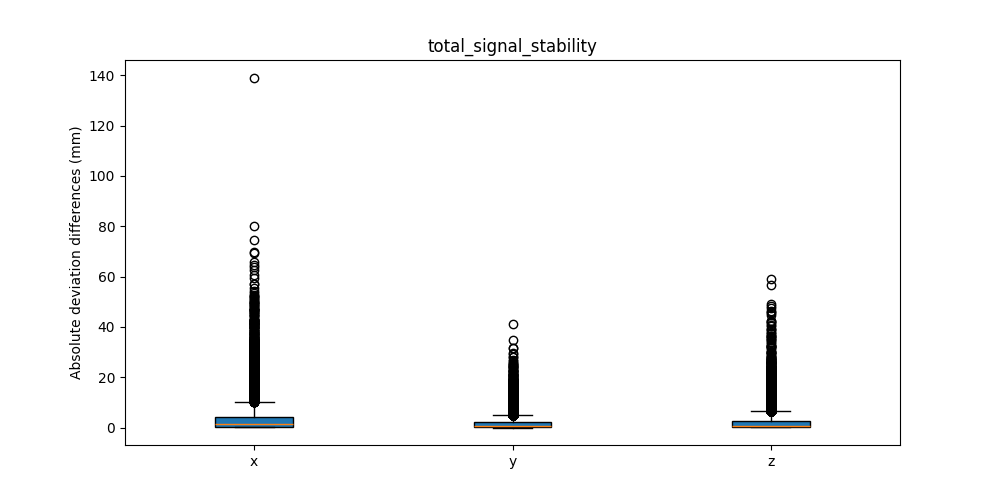 total_signal_stability
Absolute deviation differences (mm)
140
120
100
80
60
40
20
0
x y z